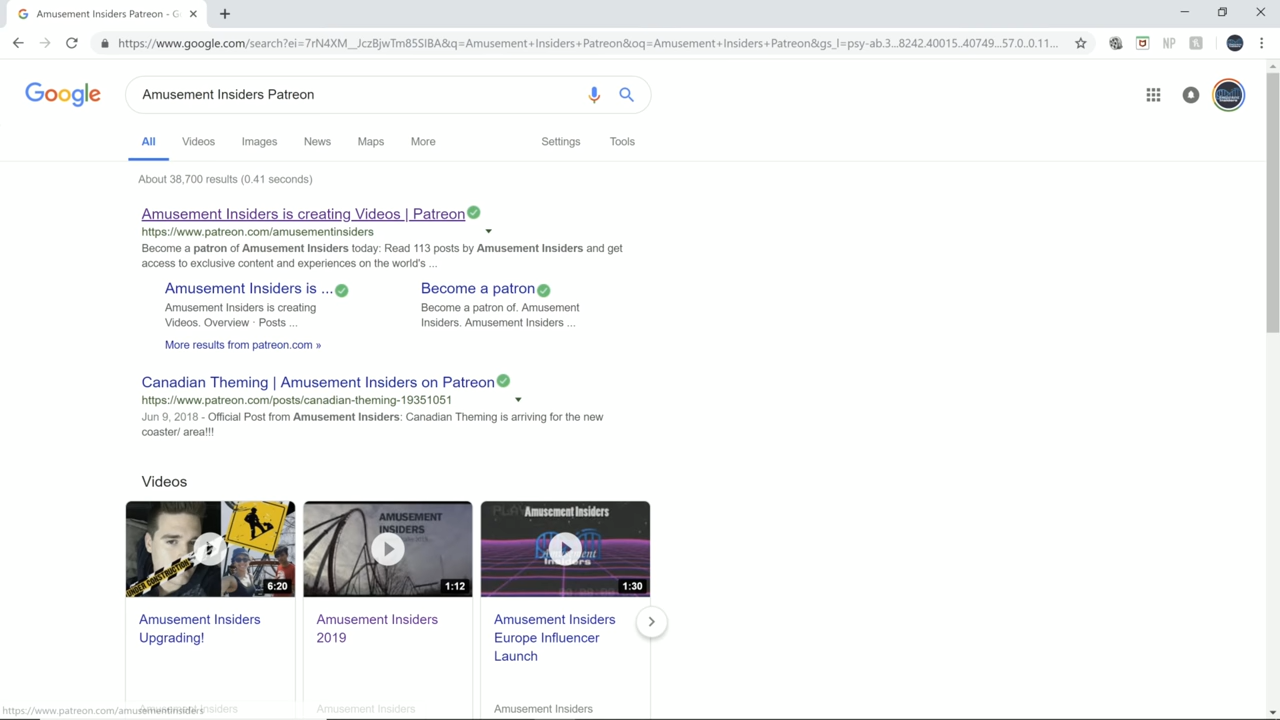 Amusement Insiders Patreon - G
https://www.google.com/search?ei=7rN4XM__JczBjwTm85SIBA&q=Amusement+Insiders+Patreon&oq=Amusement+Insiders+Patreon&gs_l=psy-ab.3...8242.40015..40749...57.0..0.11...
NP
Google
Amusement Insiders Patreon
All Videos Images News Maps More Settings Tools
About 38,700 results (0.41 seconds)
Amusement Insiders is creating Videos | Patreon
https://www.patreon.com/amusementinsiders
Become a patron of Amusement Insiders today: Read 113 posts by Amusement Insiders and get
access to exclusive content and experiences on the world's ...
Amusement Insiders is ... Become a patron
Amusement Insiders is creating Become a patron of. Amusement
Videos. Overview · Posts ... Insiders. Amusement Insiders ...
More results from patreon.com »
Canadian Theming | Amusement Insiders on Patreon
https://www.patreon.com/posts/canadian-theming-19351051
Jun 9, 2018 - Official Post from Amusement Insiders: Canadian Theming is arriving for the new
coaster/ area!!!
Videos
UNDER CONSTRUCTION
6:20
AMUSEMENT
INSIDERS
1:12
PLAY
Amusement Insiders
Amusement
Insiders
1:30
Amusement Insiders Amusement Insiders Amusement Insiders
Upgrading! 2019 Europe Influencer
Launch
Amusement Insiders Amusement Insiders Amusement Insiders
https://www.patreon.com/amusementinsiders